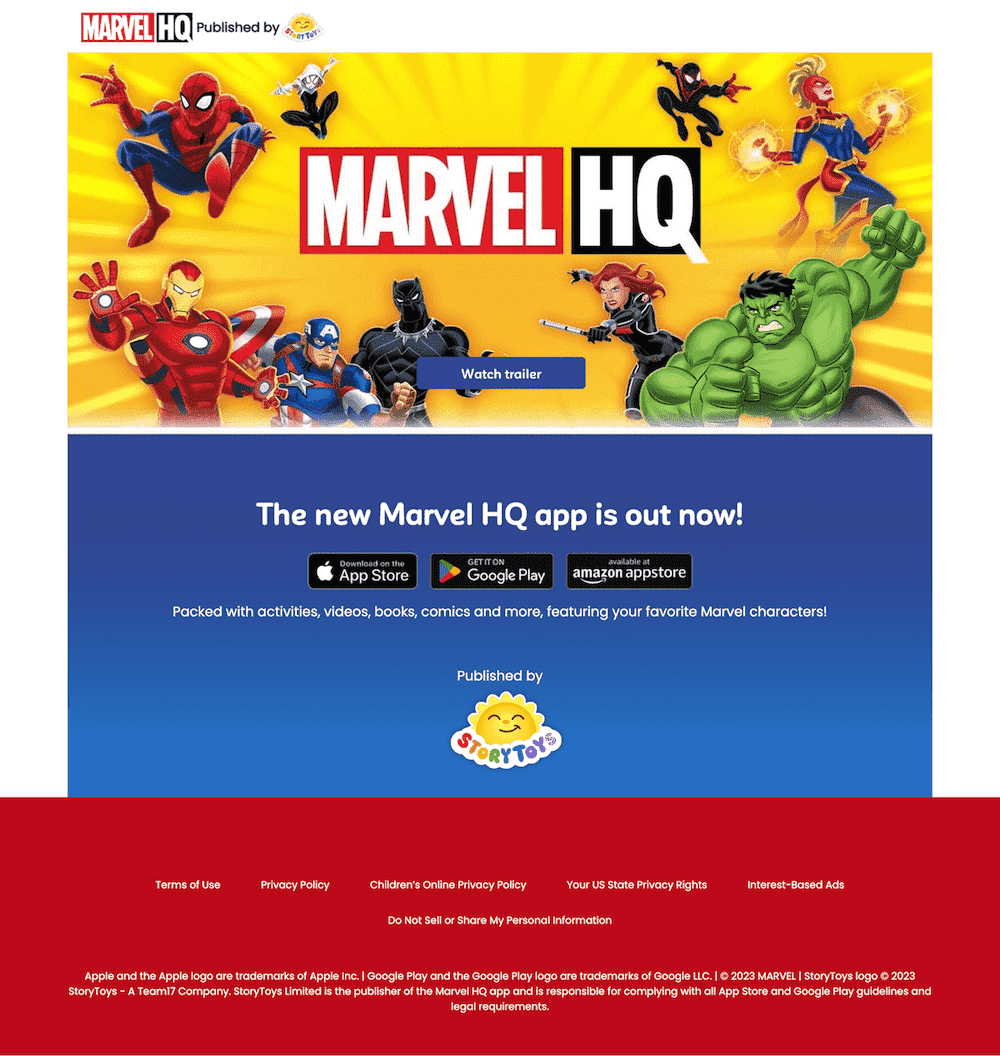 MARVEL HQ Published by STORYTOYS
MARVEL HQ
Watch trailer
The new Marvel HQ app is out now!
Download on the App Store
GET IT ON Google Play
available at amazon appstore
Packed with activities, videos, books, comics and more, featuring your favorite Marvel characters!
Published by
STORYTOYS
Terms of Use Privacy Policy Children's Online Privacy Policy Your US State Privacy Rights Interest-Based Ads
Do Not Sell or Share My Personal Information
Apple and the Apple logo are trademarks of Apple Inc. | Google Play and the Google Play logo are trademarks of Google LLC. | © 2023 MARVEL | StoryToys logo © 2023
StoryToys - A Team17 Company. StoryToys Limited is the publisher of the Marvel HQ app and is responsible for complying with all App Store and Google Play guidelines and
legal requirements.